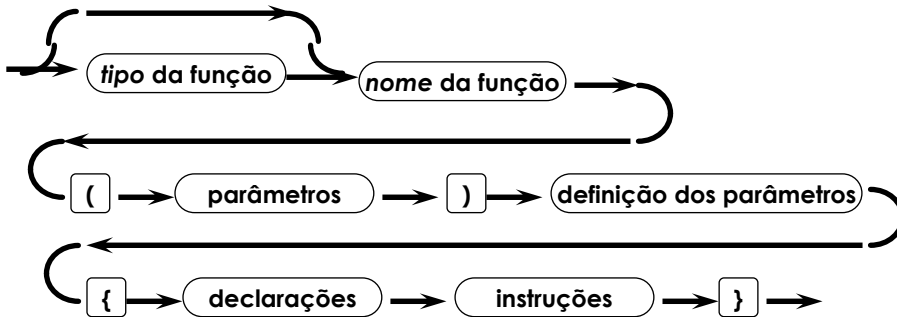 tipo da função nome da função
( parâmetros ) definição dos parâmetros
{ declarações instruções }